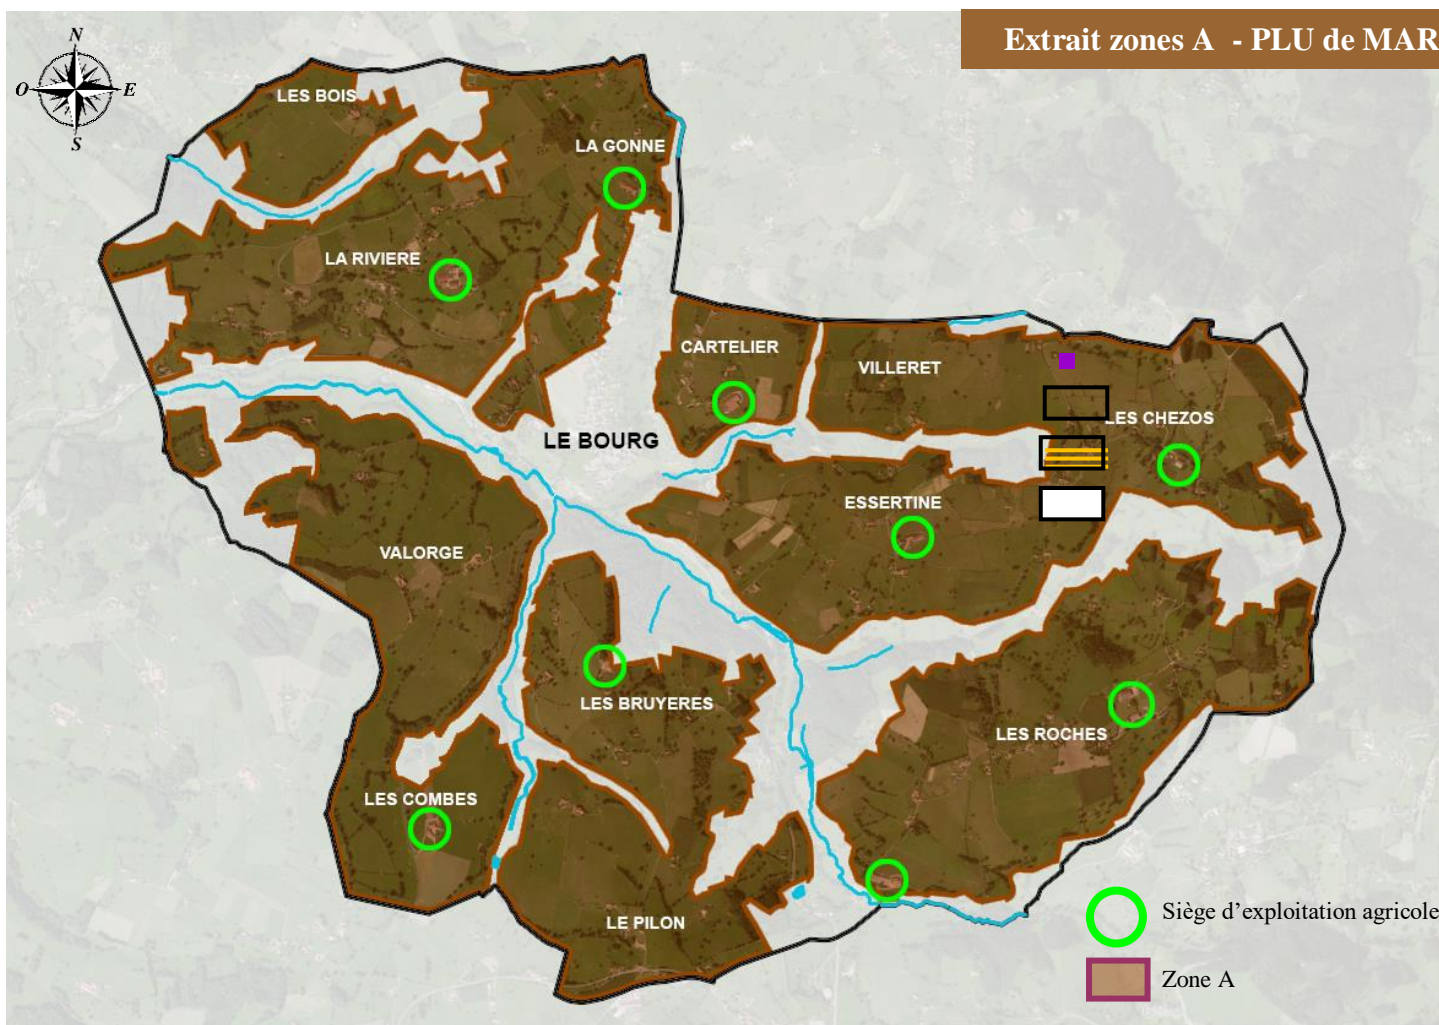 Extrait zones A - PLU de MAR
N
O
E
S
LES BOIS
LA GONNE
LA RIVIERE
CARTELIER
VILLERET
LES CHEZOS
LE BOURG
ESSERTINE
VALORGE
LES BRUYERES
LES ROCHES
LES COMBES
LE PILON
Siège d’exploitation agricole
Zone A